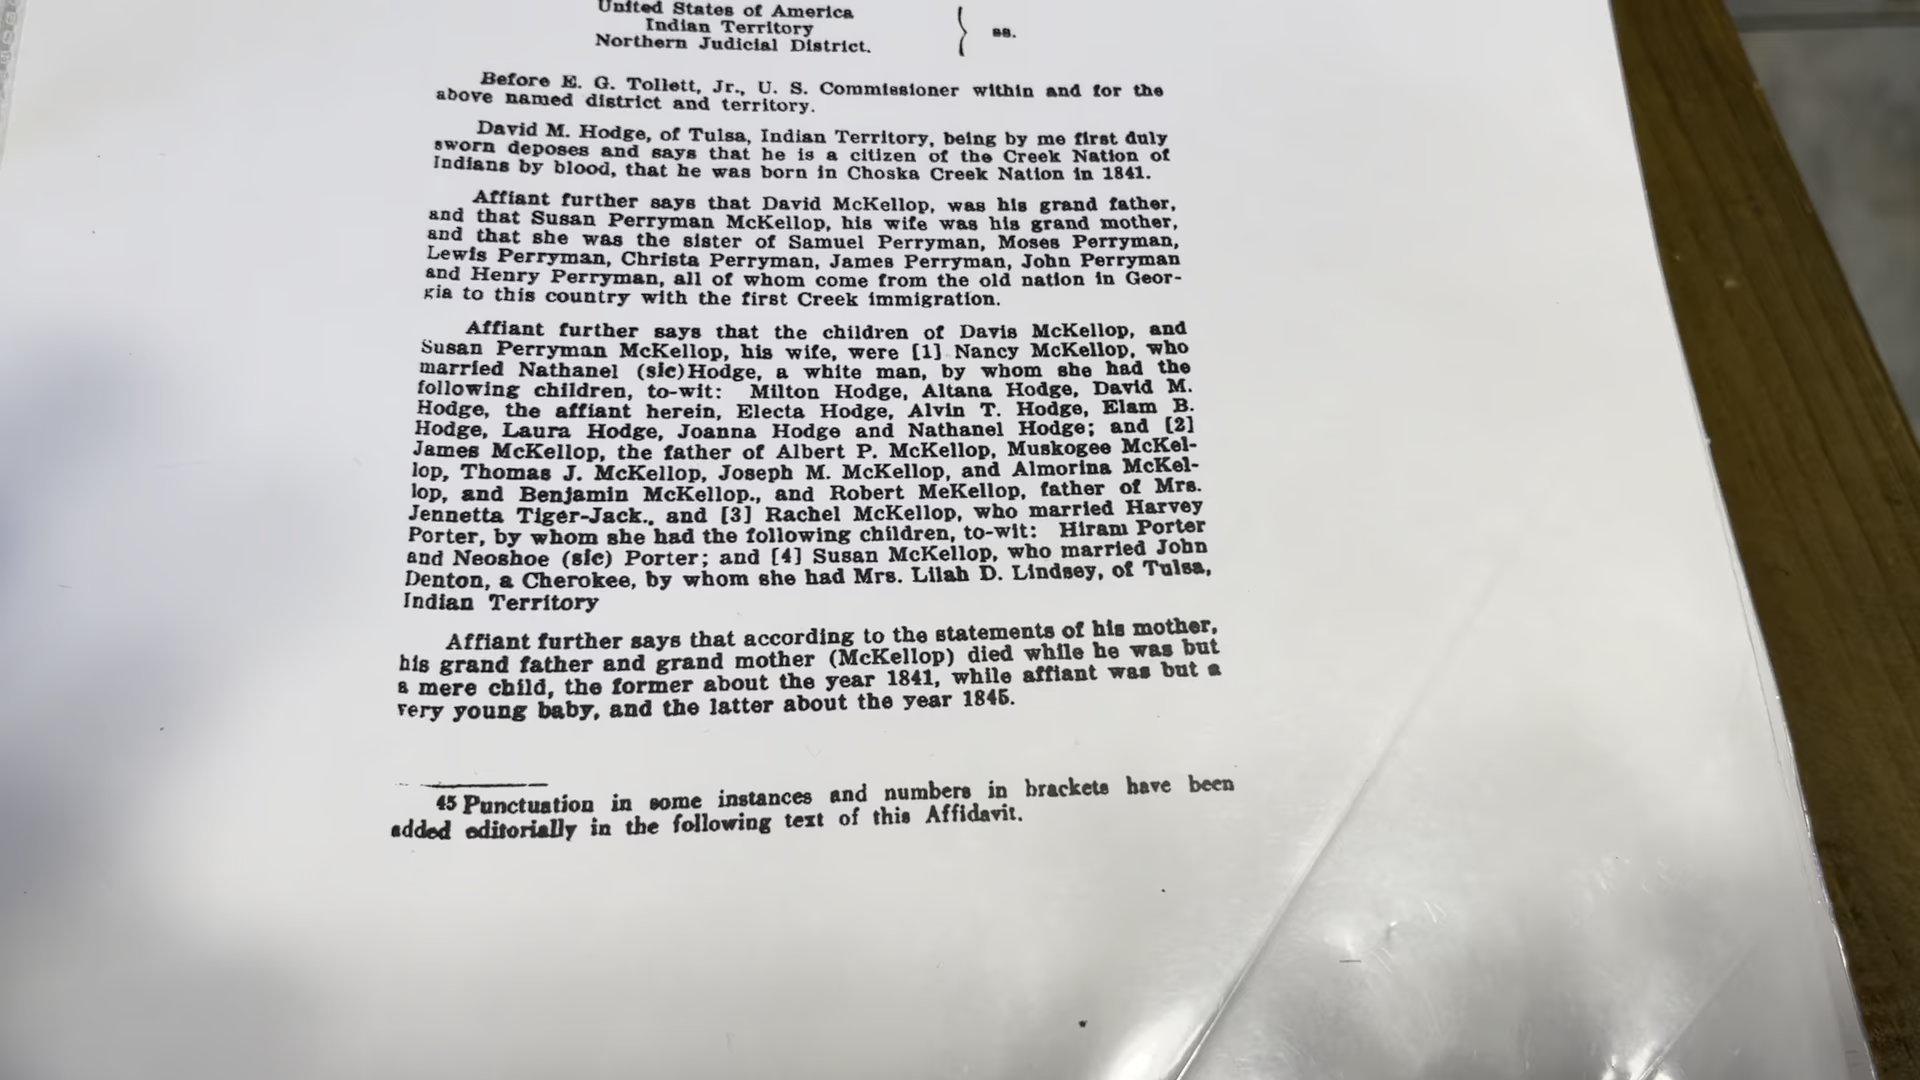 United States of America
Indian Territory
Northern Judicial District.
} ss.
Before E. G. Tollett, Jr., U. S. Commissioner within and for the
above named district and territory.
David M. Hodge, of Tulsa, Indian Territory, being by me first duly
sworn deposes and says that he is a citizen of the Creek Nation of
Indians by blood, that he was born in Choska Creek Nation in 1841.
Affiant further says that David McKellop, was his grand father,
and that Susan Perryman McKellop, his wife was his grand mother,
and that she was the sister of Samuel Perryman, Moses Perryman,
Lewis Perryman, Christa Perryman, James Perryman, John Perryman
and Henry Perryman, all of whom come from the old nation in Geor-
gia to this country with the first Creek immigration.
Affiant further says that the children of Davis McKellop, and
Susan Perryman McKellop, his wife, were [1] Nancy McKellop, who
married Nathanel (sic)Hodge, a white man, by whom she had the
following children, to-wit: Milton Hodge, Altana Hodge, David M.
Hodge, the affiant herein, Electa Hodge, Alvin T. Hodge, Elam B.
Hodge, Laura Hodge, Joanna Hodge and Nathanel Hodge; and [2]
James McKellop, the father of Albert P. McKellop, Muskogee McKel-
lop, Thomas J. McKellop, Joseph M. McKellop, and Almorina McKel-
lop, and Benjamin McKellop., and Robert McKellop, father of Mrs.
Jennetta Tiger-Jack., and [3] Rachel McKellop, who married Harvey
Porter, by whom she had the following children, to-wit: Hiram Porter
and Neoshoe (sic) Porter; and [4] Susan McKellop, who married John
Denton, a Cherokee, by whom she had Mrs. Lilah D. Lindsey, of Tulsa,
Indian Territory
Affiant further says that according to the statements of his mother,
his grand father and grand mother (McKellop) died while he was but
a mere child, the former about the year 1841, while affiant was but a
very young baby, and the latter about the year 1845.
45 Punctuation in some instances and numbers in brackets have been
added editorially in the following text of this Affidavit.